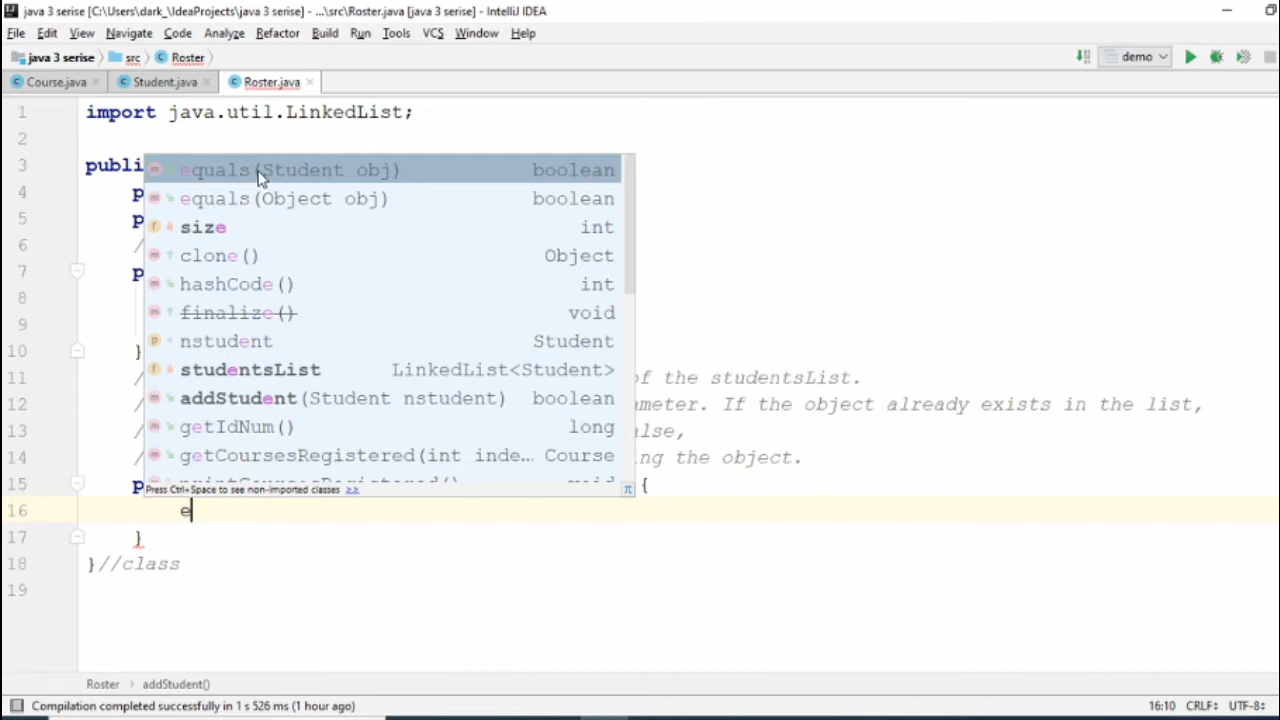 java 3 serise [C:\Users\dark_\IdeaProjects\java 3 serise] - ...\src\Roster.java [java 3 serise] - IntelliJ IDEA
File Edit View Navigate Code Analyze Refactor Build Run Tools VCS Window Help
java 3 serise src Roster demo
Course.java Student.java Roster.java
1 import java.util.LinkedList;
2
3 publi
equals(Student obj) boolean
4 p
equals(Object obj) boolean
5 p
size int
6 /
clone() Object
7 p
hashCode() int
8
finalize() void
9
nstudent Student
10 }
studentsList LinkedList<Student>
11 / of the studentsList.
addStudent(Student nstudent) boolean
12 / ameter. If the object already exists in the list,
getIdNum() long
13 / alse,
getCoursesRegistered(int inde... Course
14 / ing the object.
printCoursesRegistered() void
15 p {
Press Ctrl+Space to see non-imported classes >> π
16 e
17 }
18 }//class
19
Roster addStudent()
Compilation completed successfully in 1 s 526 ms (1 hour ago) 16:10 CRLF UTF-8